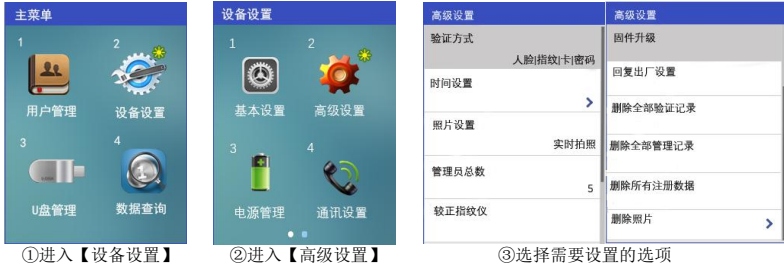 主菜单
1
用户管理
2
设备设置
3
U盘管理
4
数据查询
①进入【设备设置】
设备设置
1
基本设置
2
高级设置
3
电源管理
4
通讯设置
②进入【高级设置】
高级设置
验证方式
人脸|指纹|卡|密码
时间设置
照片设置
实时拍照
管理员总数
5
较正指纹仪
高级设置
固件升级
回复出厂设置
删除全部验证记录
删除全部管理记录
删除所有注册数据
删除照片
③选择需要设置的选项